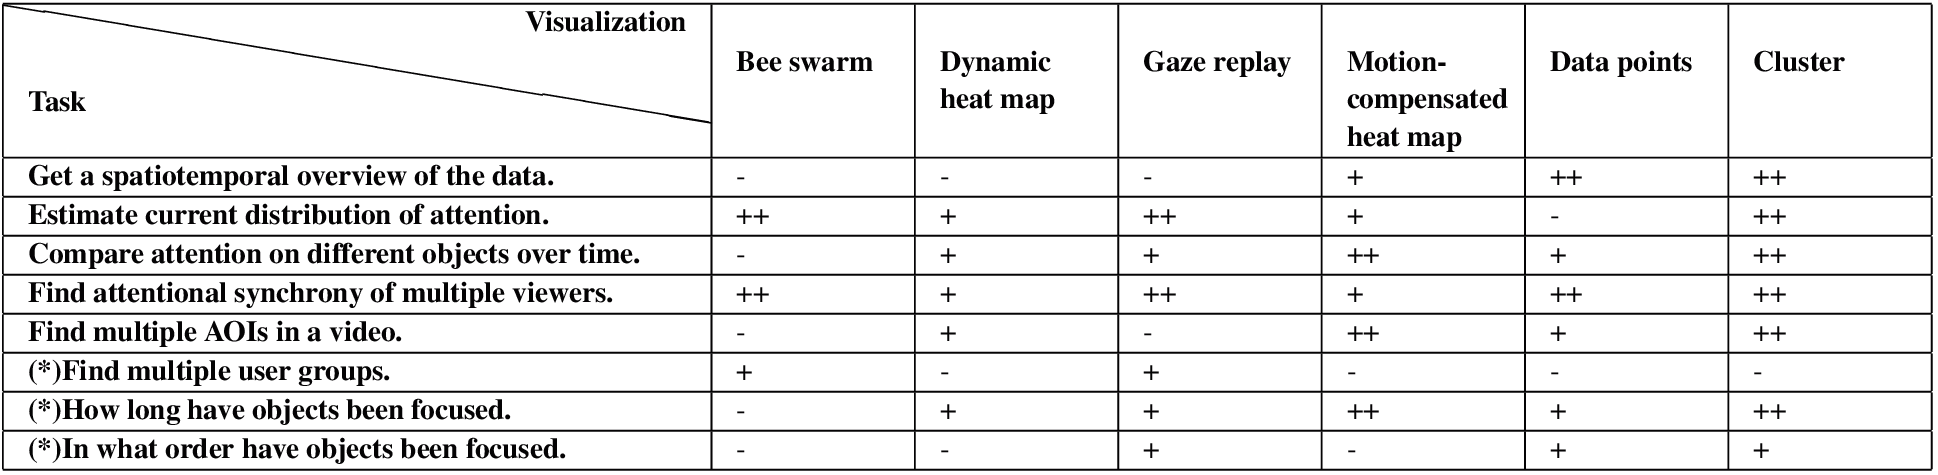 Visualization
Task
Bee swarm
Dynamic
heat map
Gaze replay
Motion-
compensated
heat map
Data points
Cluster
Get a spatiotemporal overview of the data. - - - + ++ ++
Estimate current distribution of attention. ++ + ++ + - ++
Compare attention on different objects over time. - + + ++ + ++
Find attentional synchrony of multiple viewers. ++ + ++ + ++ ++
Find multiple AOIs in a video. - + - ++ + ++
(*)Find multiple user groups. + - + - - -
(*)How long have objects been focused. - + + ++ + ++
(*)In what order have objects been focused. - - + - + +